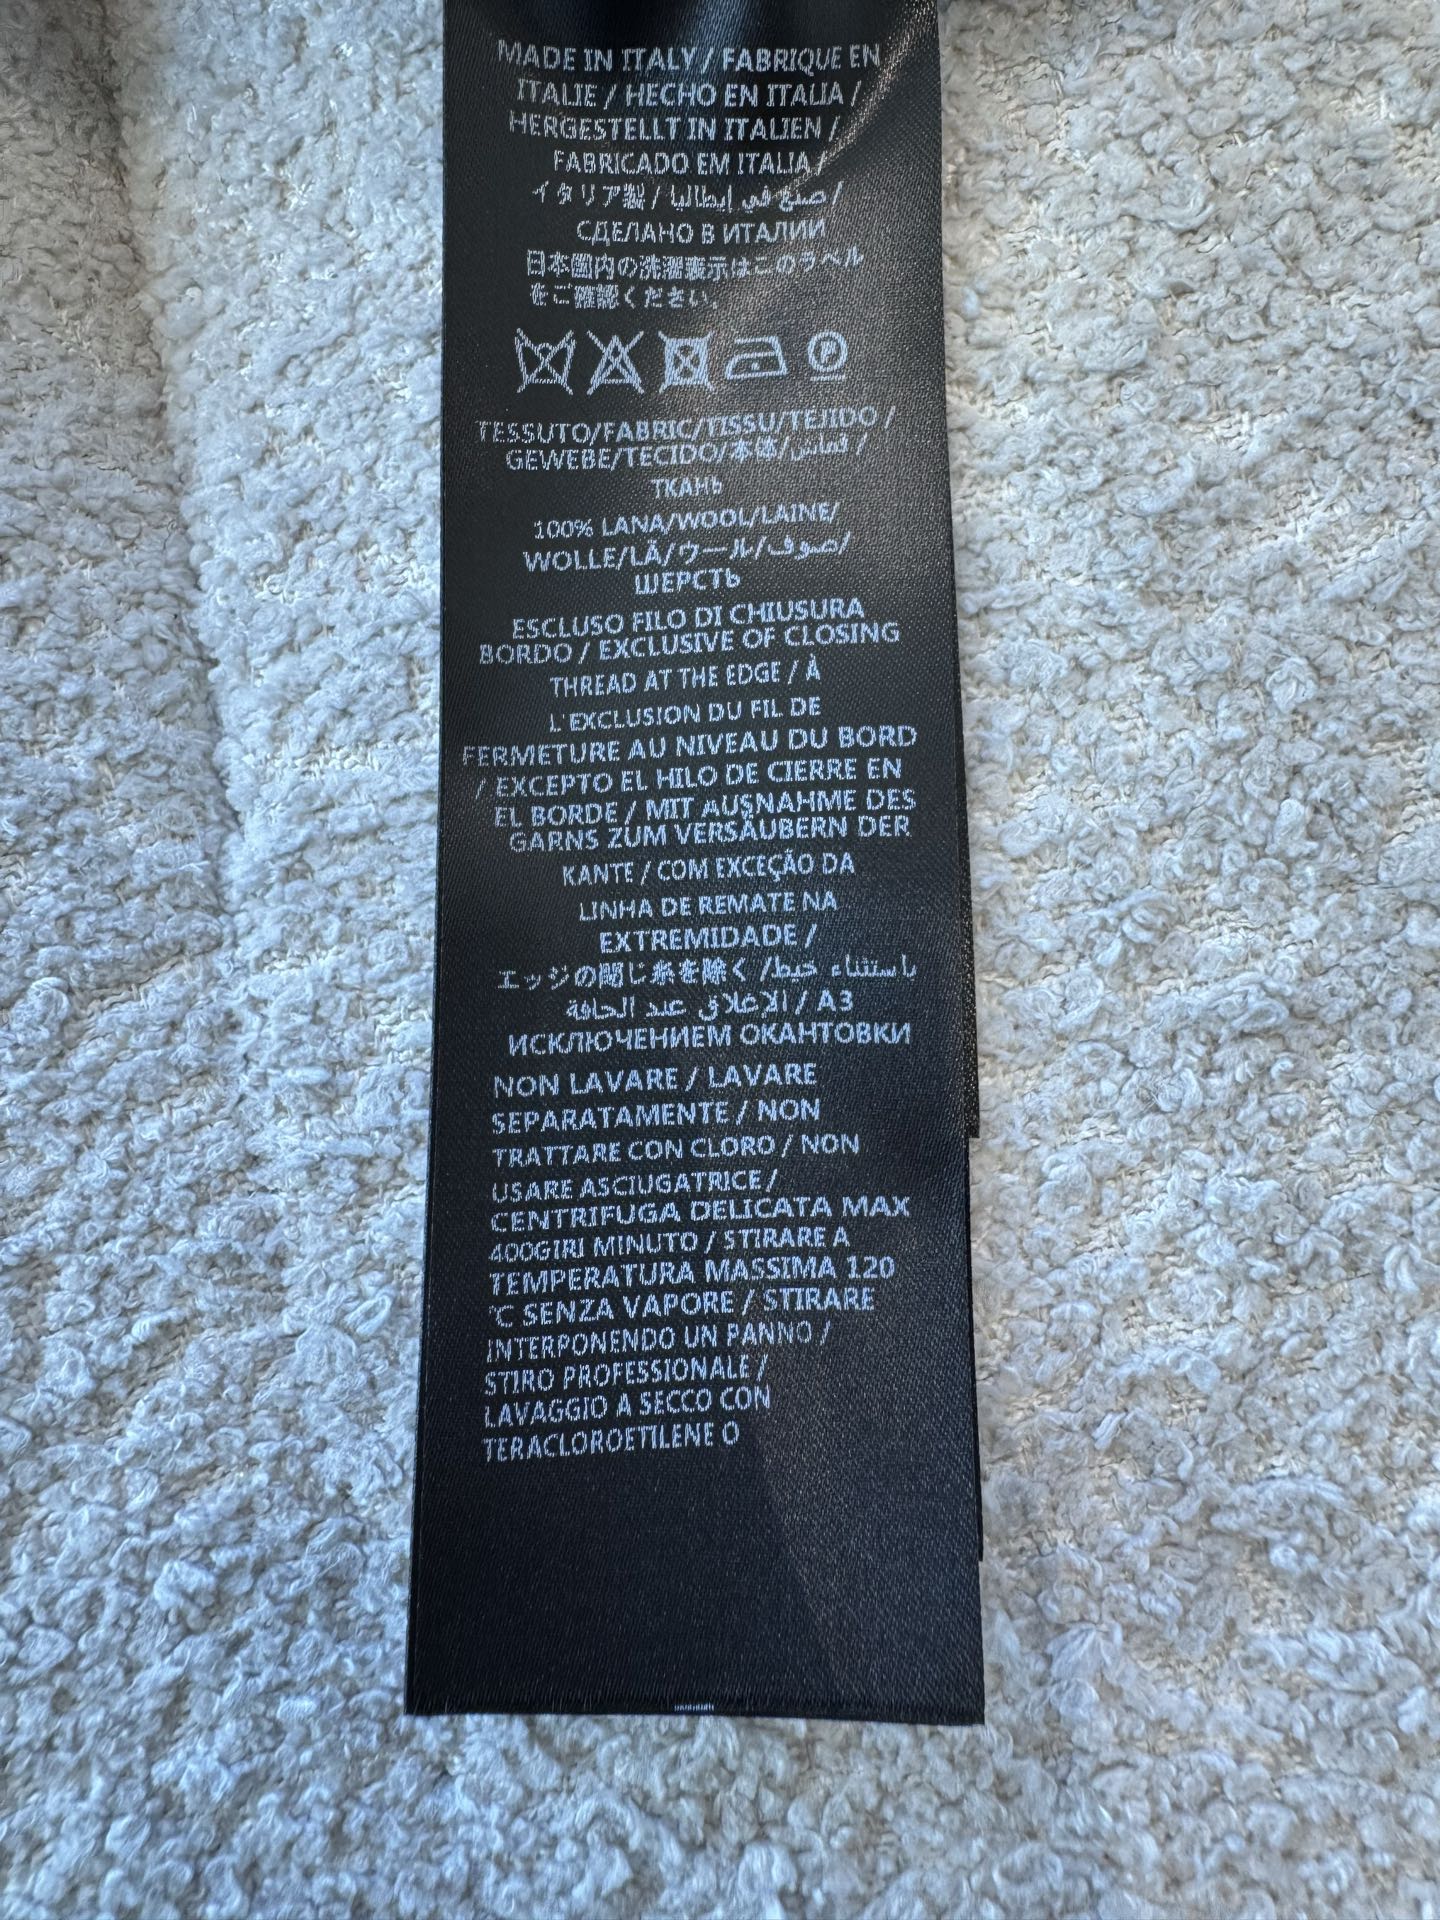 MADE IN ITALY / FABRIQUE EN
ITALIE / HECHO EN ITALIA /
HERGESTELLT IN ITALIEN /
FABRICADO EM ITALIA /
イタリア製 / صنع في إيطاليا /
СДЕЛАНО В ИТАЛИИ
日本国内の洗濯表示はこのラベル
をご確認ください。
P
TESSUTO/FABRIC/TISSU/TEJIDO /
GEWEBE/TECIDO/本体/قماش /
ТКАНЬ
100% LANA/WOOL/LAINE/
WOLLE/LÃ/ウール/صوف/
ШЕРСТЬ
ESCLUSO FILO DI CHIUSURA
BORDO / EXCLUSIVE OF CLOSING
THREAD AT THE EDGE / À
L'EXCLUSION DU FIL DE
FERMETURE AU NIVEAU DU BORD
/ EXCEPTO EL HILO DE CIERRE EN
EL BORDE / MIT AUSNAHME DES
GARNS ZUM VERSÄUBERN DER
KANTE / COM EXCEÇÃO DA
LINHA DE REMATE NA
EXTREMIDADE /
エッジの閉じ糸を除く / باستثناء خيط
الإغلاق عند الحافة / АЗ
ИСКЛЮЧЕНИЕМ ОКАНТОВКИ
NON LAVARE / LAVARE
SEPARATAMENTE / NON
TRATTARE CON CLORO / NON
USARE ASCIUGATRICE /
CENTRIFUGA DELICATA MAX
400GIRI MINUTO / STIRARE A
TEMPERATURA MASSIMA 120
℃ SENZA VAPORE / STIRARE
INTERPONENDO UN PANNO /
STIRO PROFESSIONALE /
LAVAGGIO A SECCO CON
TERACLOROETILENE O